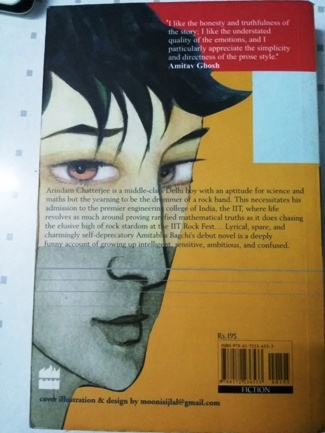 "I like the honesty and truthfulness of
the story; I like the understated
quality of the emotions, and I
particularly appreciate the simplicity
and directness of the prose style."
Amitav Ghosh
Arindam Chatterjee is a middle-class Delhi boy with an aptitude for science and
maths but the yearning to be the drummer of a rock band. This necessitates his
admission to the premier engineering college of India, the IIT, where life
revolves as much around proving rarefied mathematical truths as it does chasing
the elusive high of rock stardom at the IIT Rock Fest... Lyrical, spare, and
charmingly self-deprecatory Amitabha Bagchi's debut novel is a deeply
funny account of growing up intelligent, sensitive, ambitious, and confused.
Rs.195
FICTION
cover illustration & design by moonisijlal@gmail.com